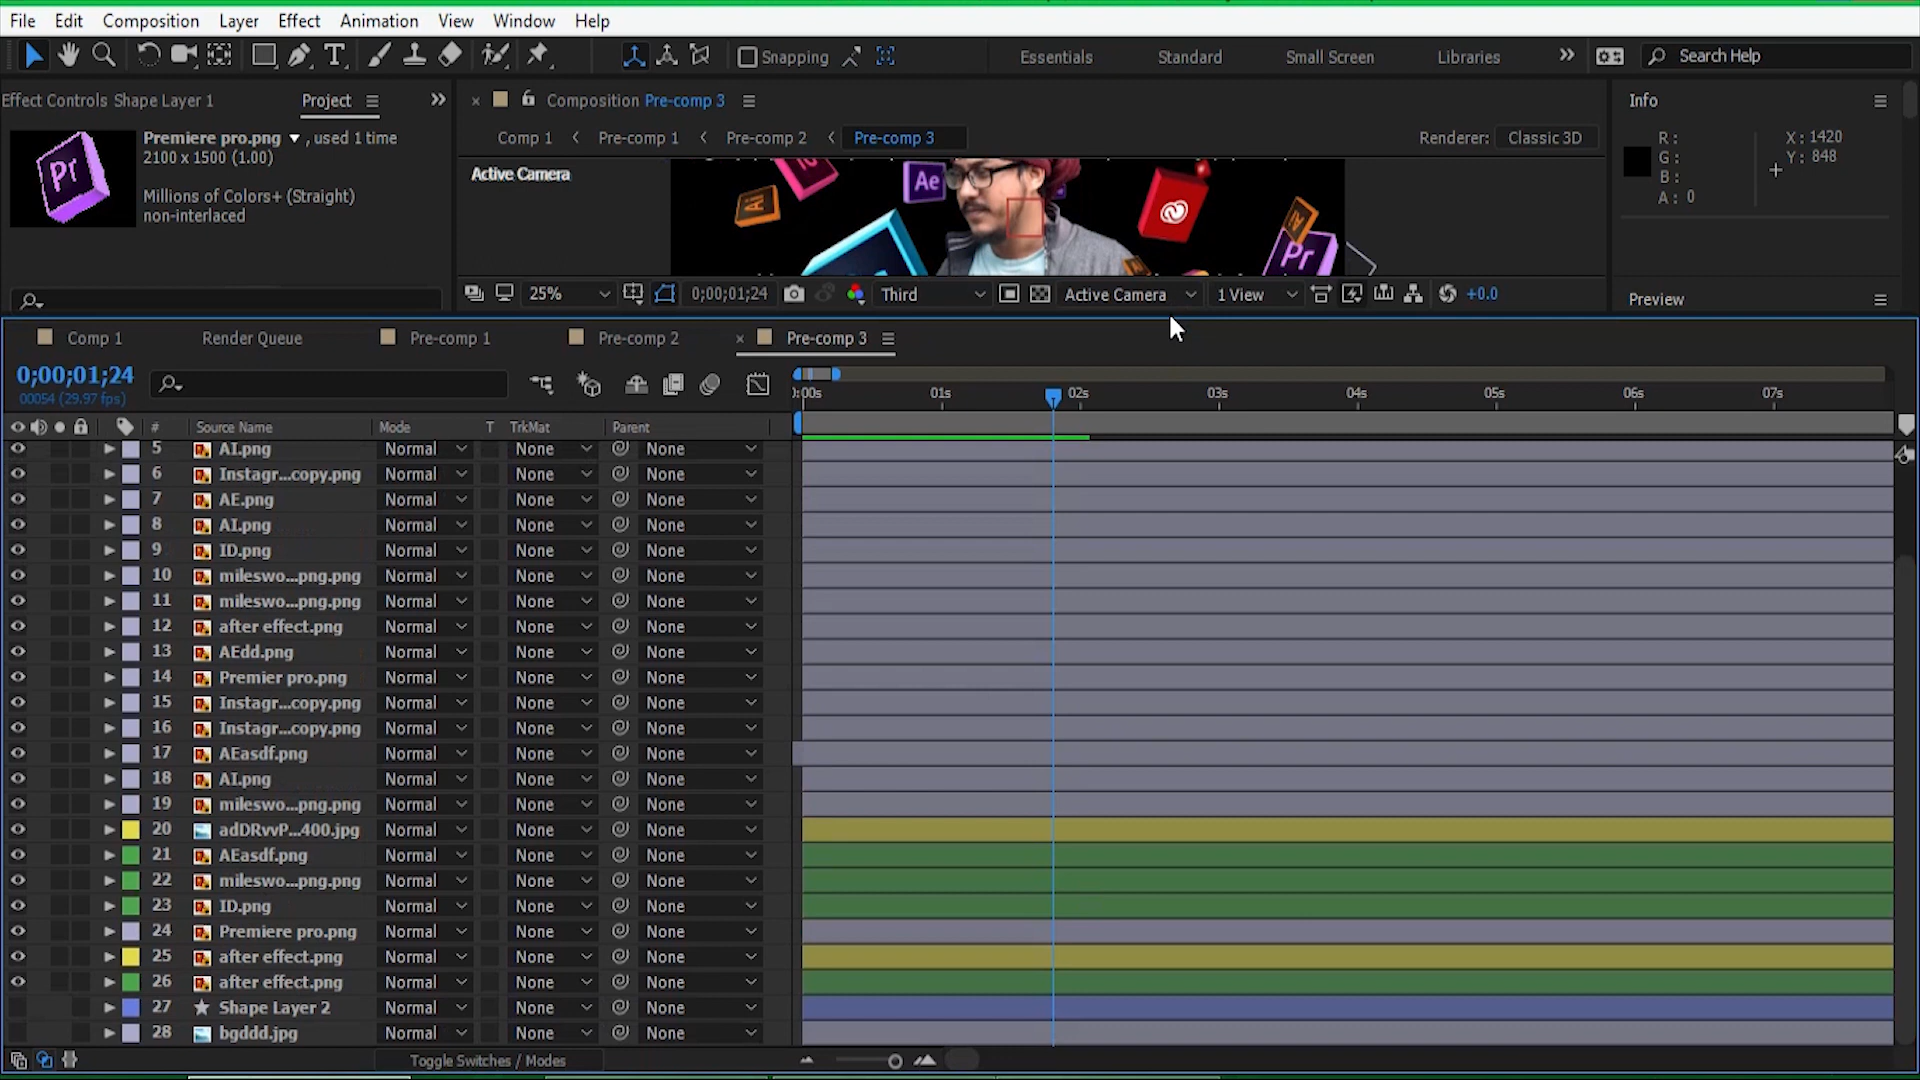 File Edit Composition Layer Effect Animation View Window Help
Snapping Essentials Standard Small Screen Libraries Search Help
Effect Controls Shape Layer 1 Project
Composition Pre-comp 3
Info
Premiere pro.png , used 1 time
2100 x 1500 (1.00)
Millions of Colors+ (Straight)
non-interlaced
Comp 1 Pre-comp 1 Pre-comp 2 Pre-comp 3
Renderer: Classic 3D
Active Camera
R:
G:
B:
A: 0
X: 1420
Y: 848
Ae
Pr
Pr
25% 0;00;01;24 Third Active Camera 1 View +0.0
Preview
Comp 1 Render Queue Pre-comp 1 Pre-comp 2 Pre-comp 3
0;00;01;24
00054 (29.97 fps)
:00s 01s 02s 03s 04s 05s 06s 07s
# Source Name Mode T TrkMat Parent
5 AI.png Normal None None
6 Instagr...copy.png Normal None None
7 AE.png Normal None None
8 AI.png Normal None None
9 ID.png Normal None None
10 mileswo...png.png Normal None None
11 mileswo...png.png Normal None None
12 after effect.png Normal None None
13 AEdd.png Normal None None
14 Premier pro.png Normal None None
15 Instagr...copy.png Normal None None
16 Instagr...copy.png Normal None None
17 AEasdf.png Normal None None
18 AI.png Normal None None
19 mileswo...png.png Normal None None
20 adDRvvP...400.jpg Normal None None
21 AEasdf.png Normal None None
22 mileswo...png.png Normal None None
23 ID.png Normal None None
24 Premiere pro.png Normal None None
25 after effect.png Normal None None
26 after effect.png Normal None None
27 Shape Layer 2 Normal None None
28 bgddd.jpg Normal None None
Toggle Switches / Modes